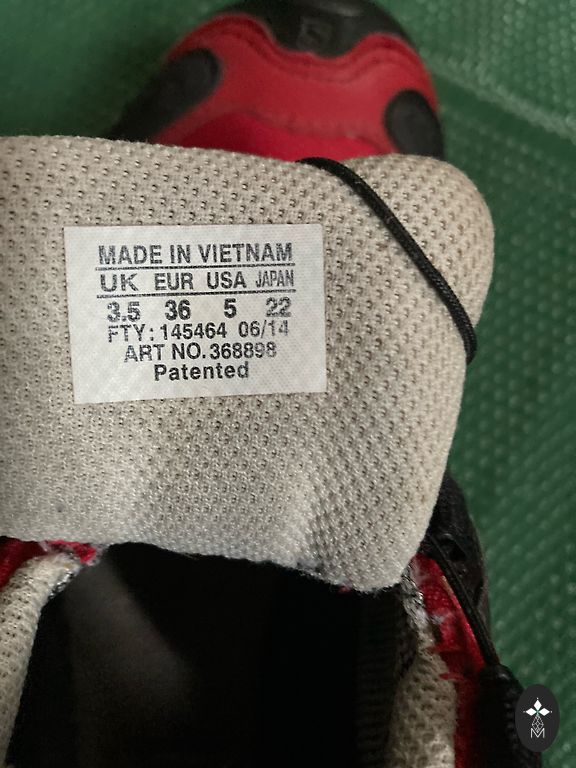 MADE IN VIETNAM
UK EUR USA JAPAN
3.5 36 5 22
FTY: 145464 06/14
ART NO. 368898
Patented